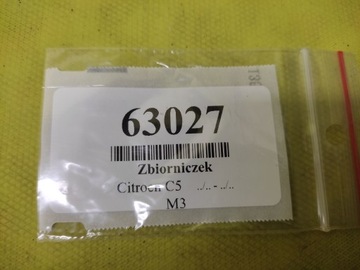 63027
Zbiorniczek
Citroen C5 ../.. - ../..
M3